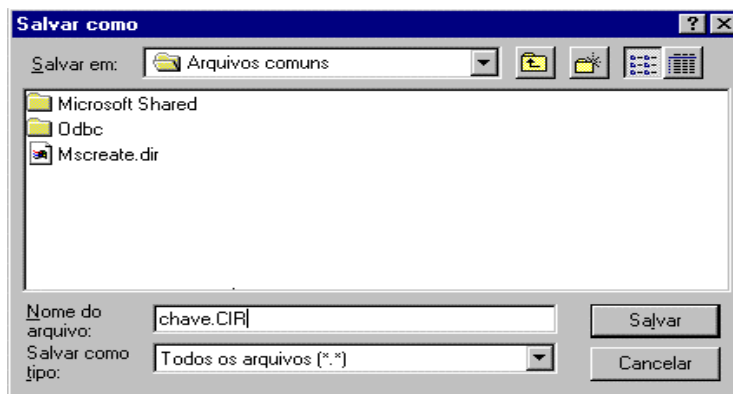 Salvar como
Salvar em: Arquivos comuns
Microsoft Shared
Odbc
Mscreate.dir
Nome do arquivo: chave.CIR
Salvar
Salvar como tipo: Todos os arquivos (*.*)
Cancelar